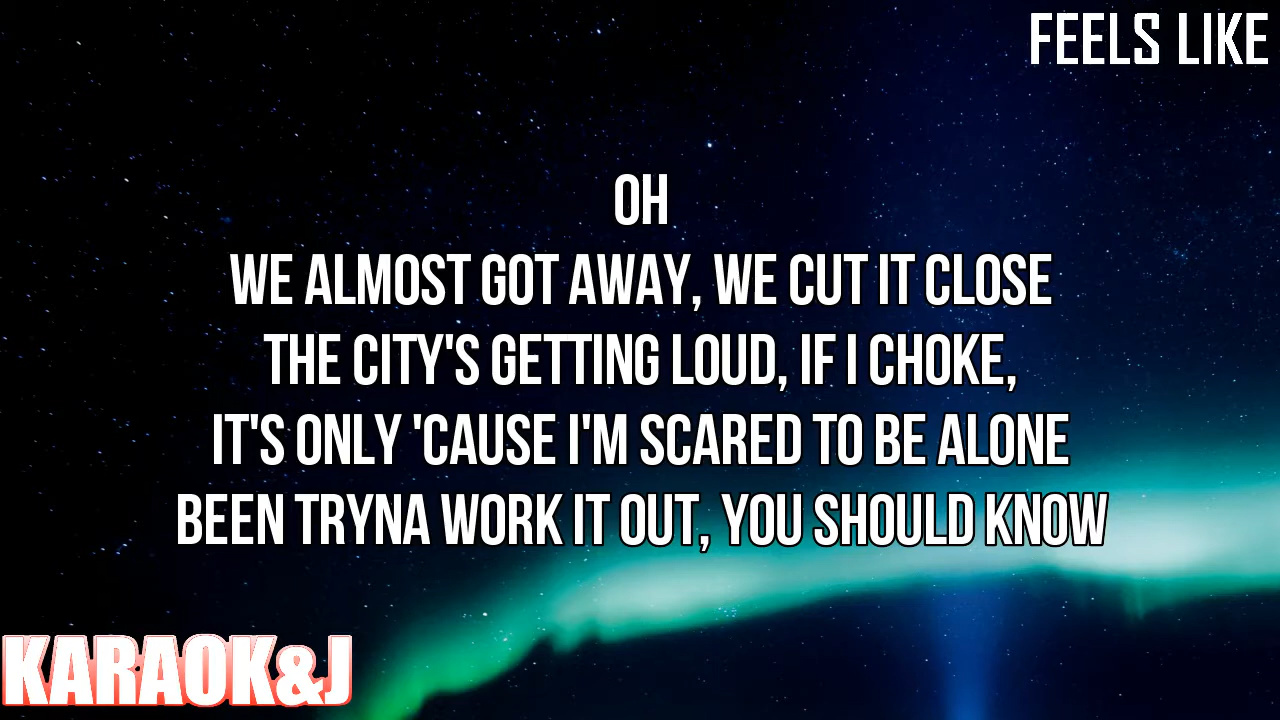 FEELS LIKE
OH
WE ALMOST GOT AWAY, WE CUT IT CLOSE
THE CITY'S GETTING LOUD, IF I CHOKE,
IT'S ONLY 'CAUSE I'M SCARED TO BE ALONE
BEEN TRYNA WORK IT OUT, YOU SHOULD KNOW
KARAOK&J